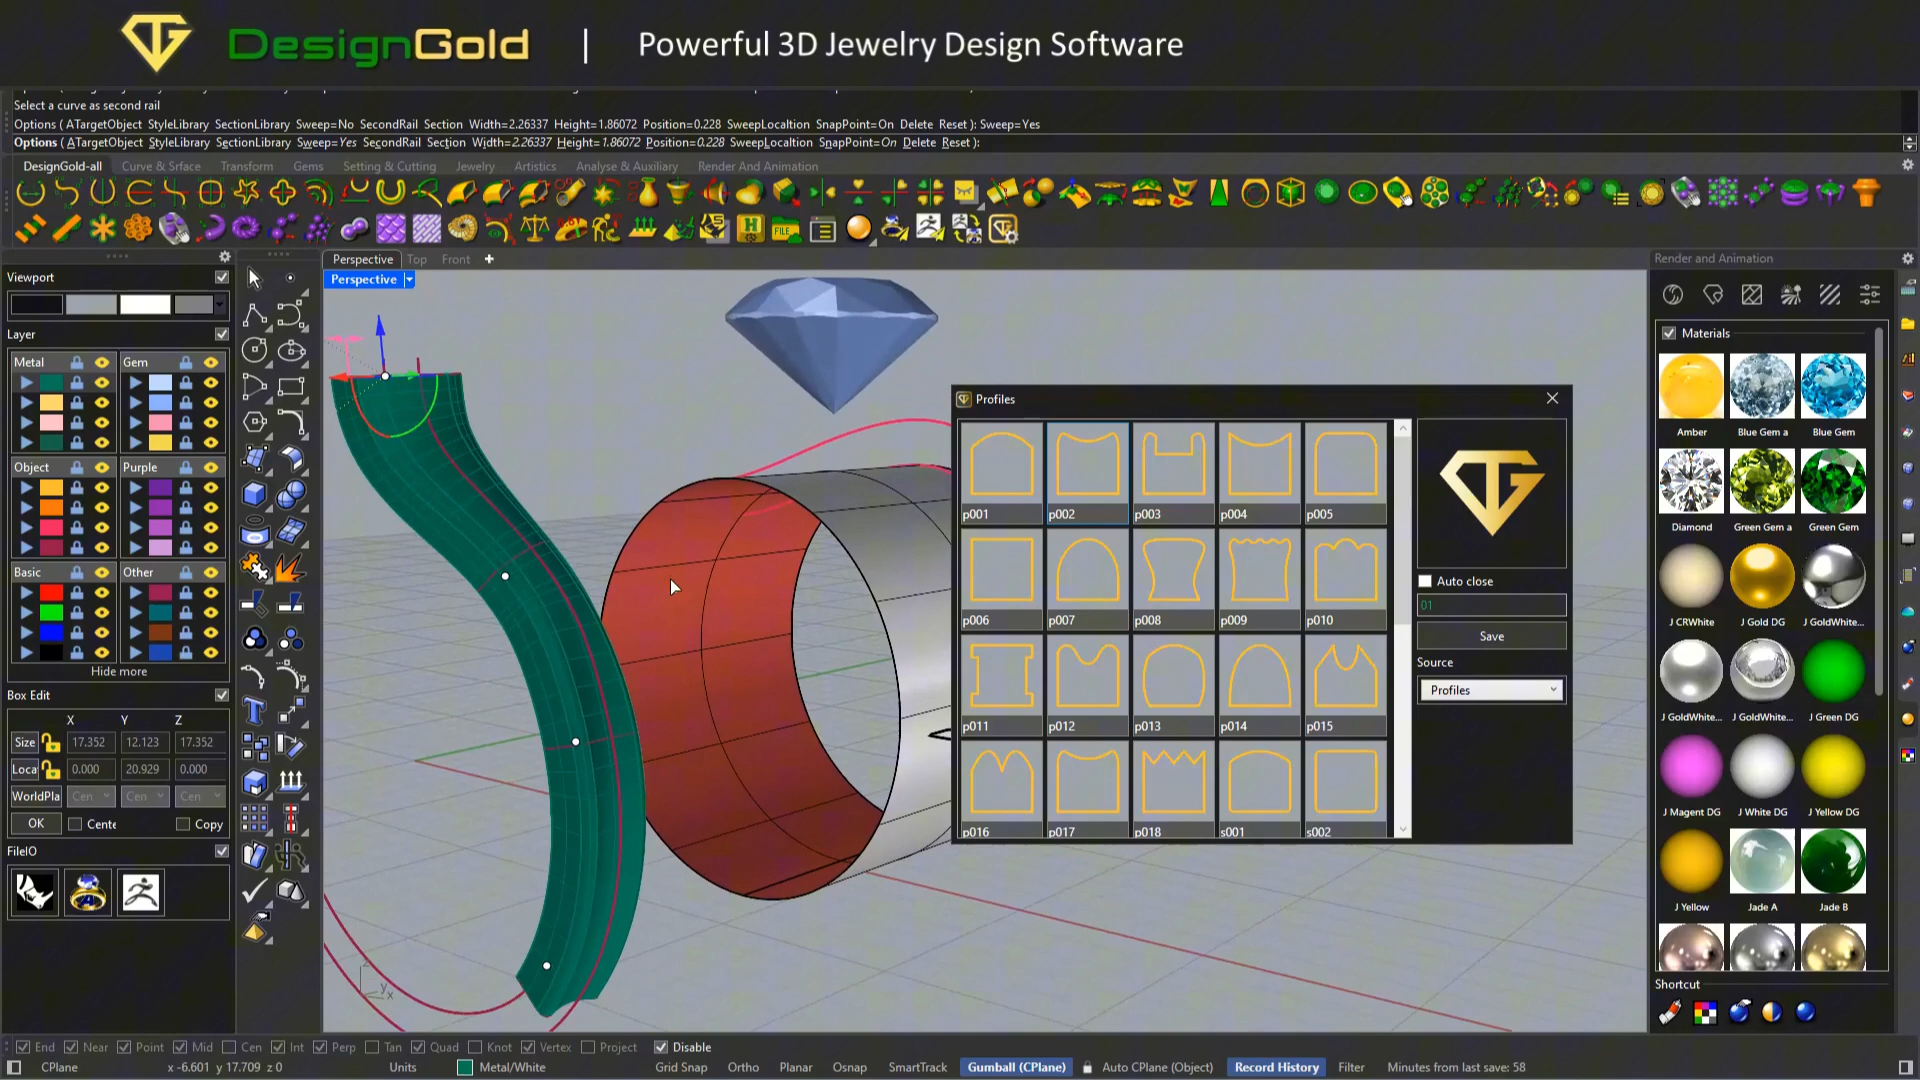 DesignGold | Powerful 3D Jewelry Design Software
Select a curve as second rail
Options ( ATargetObject StyleLibrary SectionLibrary Sweep=No SecondRail Section Width=2.26337 Height=1.86072 Position=0.228 SweepLocaltion SnapPoint=On Delete Reset ): Sweep=Yes
Options ( ATargetObject StyleLibrary SectionLibrary Sweep=Yes SecondRail Section Width=2.26337 Height=1.86072 Position=0.228 SweepLocaltion SnapPoint=On Delete Reset ):
DesignGold-all Curve & Srface Transform Gems Setting & Cutting Jewelry Artistics Analyse & Auxiliary Render And Animation
FILE
Perspective Top Front
Render and Animation
Viewport
Perspective
Layer
Metal Gem
Object Purple
Basic Other
Hide more
Box Edit
X Y Z
Size 17.352 12.123 17.352
Loca 0.000 20.929 0.000
WorldPla Cen Cen Cen
OK Cente Copy
FileIO
Profiles
p001 p002 p003 p004 p005
p006 p007 p008 p009 p010
p011 p012 p013 p014 p015
p016 p017 p018 s001 s002
Auto close
01
Save
Source
Profiles
Materials
Amber Blue Gem a Blue Gem
Diamond Green Gem a Green Gem
J CRWhite J Gold DG J GoldWhite...
J GoldWhite... J GoldWhite... J Green DG
J Magent DG J White DG J Yellow DG
J Yellow Jade A Jade B
Shortcut
y x
End Near Point Mid Cen Int Perp Tan Quad Knot Vertex Project Disable
CPlane x -6.601 y 17.709 z 0 Units Metal/White Grid Snap Ortho Planar Osnap SmartTrack Gumball (CPlane) Auto CPlane (Object) Record History Filter Minutes from last save: 58